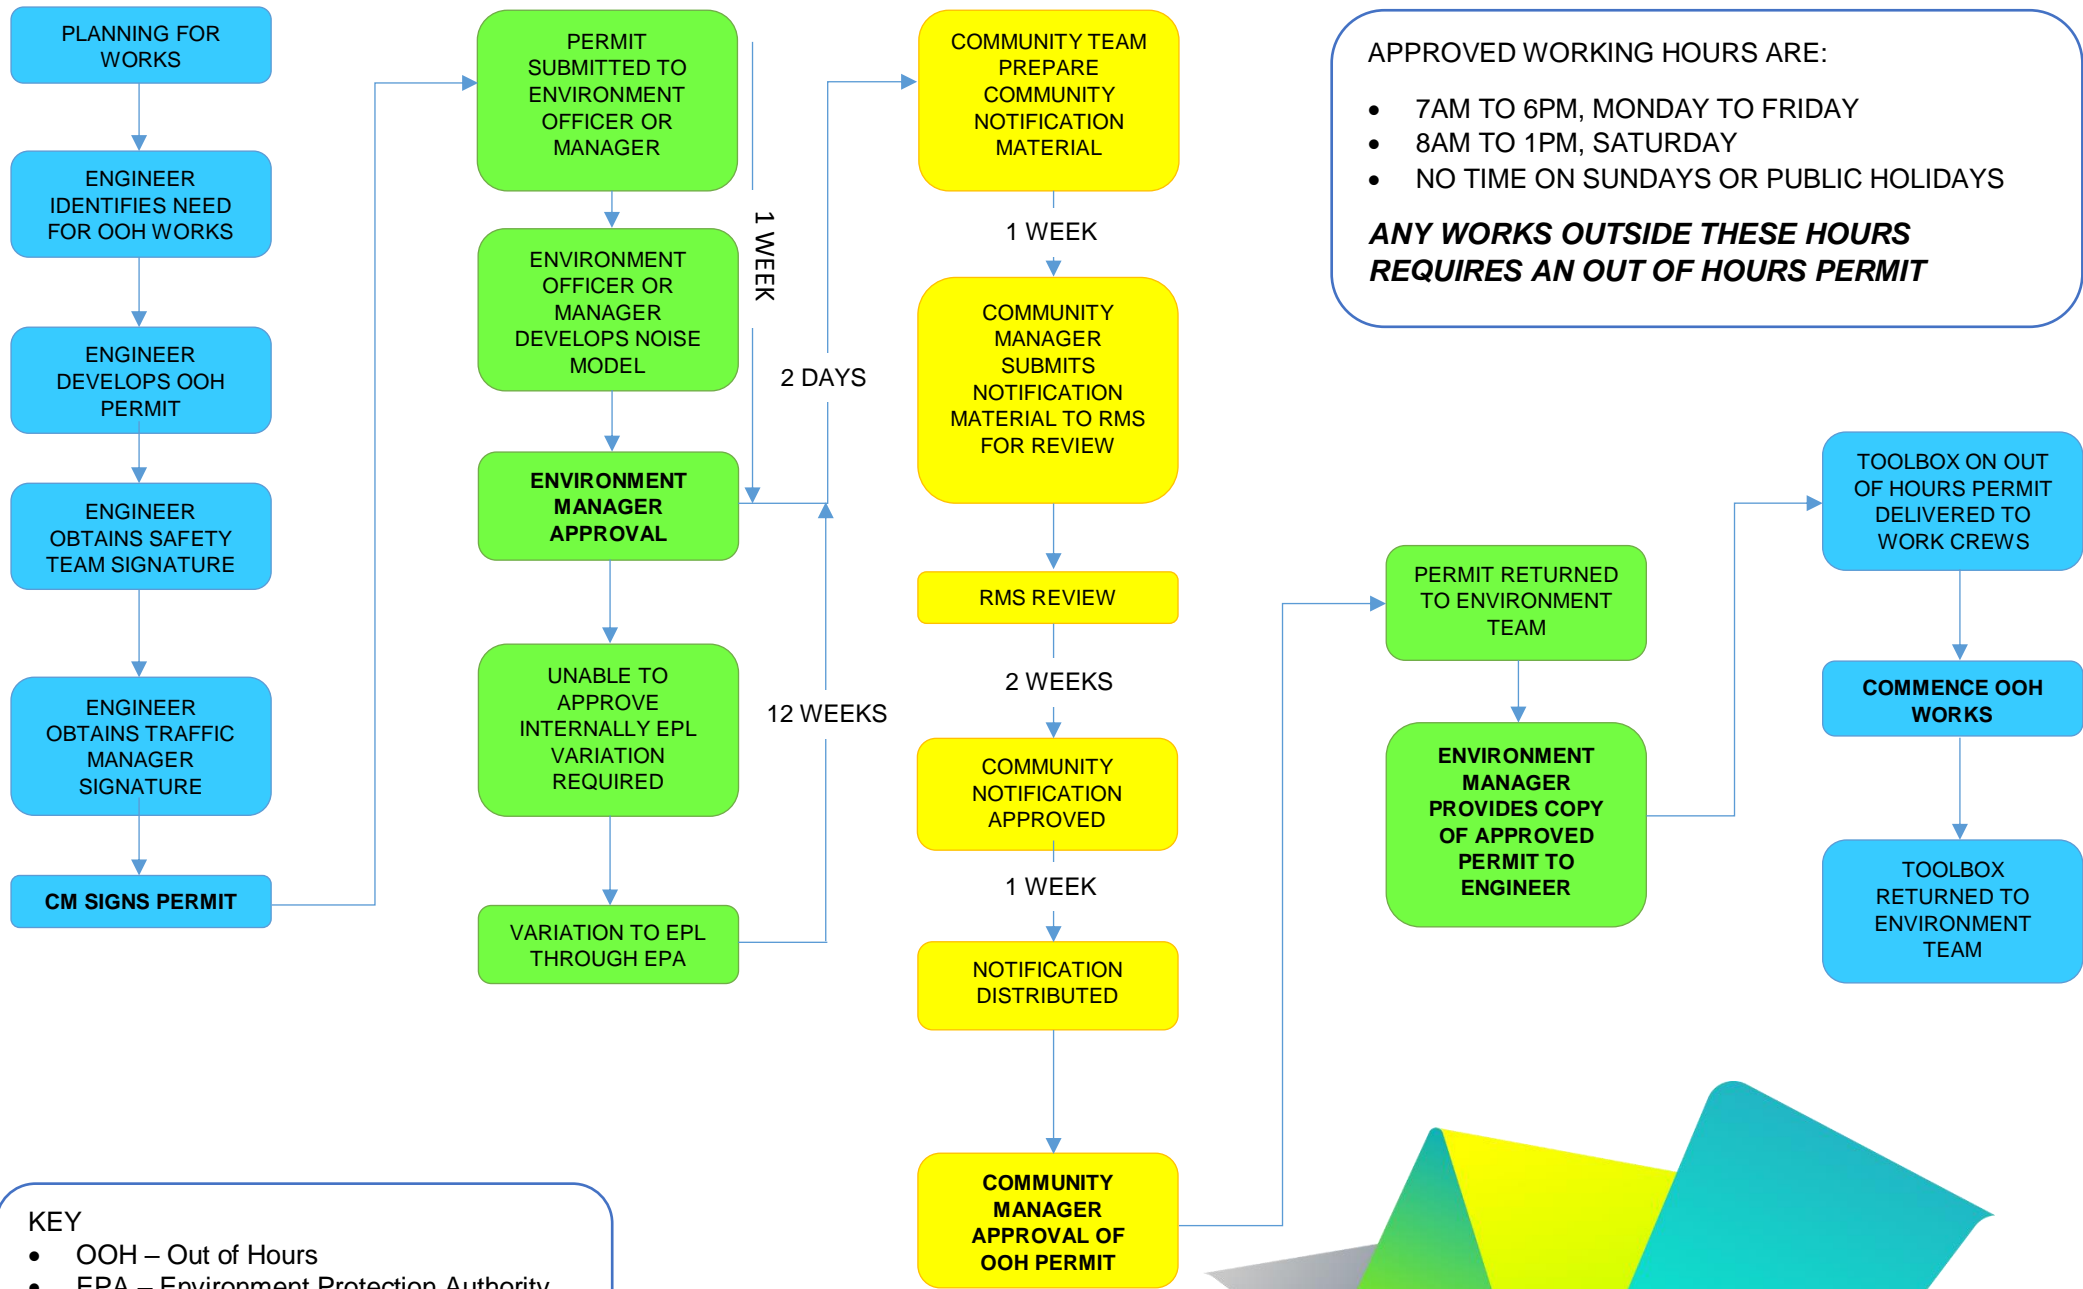 PLANNING FOR
WORKS
ENGINEER
IDENTIFIES NEED
FOR OOH WORKS
ENGINEER
DEVELOPS OOH
PERMIT
ENGINEER
OBTAINS SAFETY
TEAM SIGNATURE
ENGINEER
OBTAINS TRAFFIC
MANAGER
SIGNATURE
CM SIGNS PERMIT
PERMIT
SUBMITTED TO
ENVIRONMENT
OFFICER OR
MANAGER
1 WEEK
ENVIRONMENT
OFFICER OR
MANAGER
DEVELOPS NOISE
MODEL
ENVIRONMENT
MANAGER
APPROVAL
2 DAYS
UNABLE TO
APPROVE
INTERNALLY EPL
VARIATION
REQUIRED
12 WEEKS
VARIATION TO EPL
THROUGH EPA
COMMUNITY TEAM
PREPARE
COMMUNITY
NOTIFICATION
MATERIAL
1 WEEK
COMMUNITY
MANAGER
SUBMITS
NOTIFICATION
MATERIAL TO RMS
FOR REVIEW
RMS REVIEW
2 WEEKS
COMMUNITY
NOTIFICATION
APPROVED
1 WEEK
NOTIFICATION
DISTRIBUTED
COMMUNITY
MANAGER
APPROVAL OF
OOH PERMIT
APPROVED WORKING HOURS ARE:
• 7AM TO 6PM, MONDAY TO FRIDAY
• 8AM TO 1PM, SATURDAY
• NO TIME ON SUNDAYS OR PUBLIC HOLIDAYS
ANY WORKS OUTSIDE THESE HOURS
REQUIRES AN OUT OF HOURS PERMIT
PERMIT RETURNED
TO ENVIRONMENT
TEAM
ENVIRONMENT
MANAGER
PROVIDES COPY
OF APPROVED
PERMIT TO
ENGINEER
TOOLBOX ON OUT
OF HOURS PERMIT
DELIVERED TO
WORK CREWS
COMMENCE OOH
WORKS
TOOLBOX
RETURNED TO
ENVIRONMENT
TEAM
KEY
• OOH – Out of Hours
• EPA – Environment Protection Authority